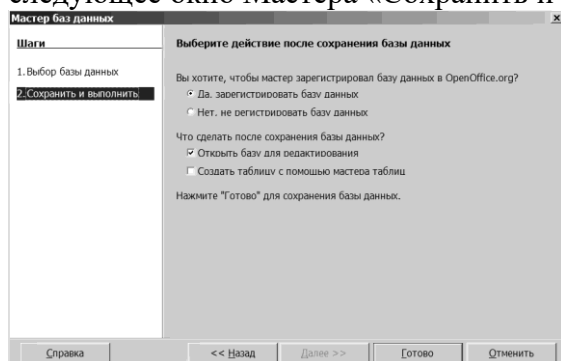 следующее окно Мастера «Сохранить и
Мастер баз данных
Шаги
1. Выбор базы данных
2. Сохранить и выполнить
Выберите действие после сохранения базы данных
Вы хотите, чтобы мастер зарегистрировал базу данных в OpenOffice.org?
Да, зарегистрировать базу данных
Нет, не регистрировать базу данных
Что сделать после сохранения базы данных?
Открыть базу для редактирования
Создать таблицу с помощью мастера таблиц
Нажмите "Готово" для сохранения базы данных.
Справка
<< Назад
Далее >>
Готово
Отменить